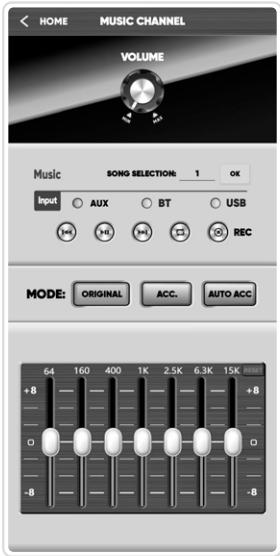 < HOME MUSIC CHANNEL
VOLUME
MIN MAX
Music SONG SELECTION: 1 OK
Input AUX BT USB
REC
MODE: ORIGINAL ACC. AUTO ACC
64 160 400 1K 2.5K 6.3K 15K RESET
+8 +8
0 0
-8 -8